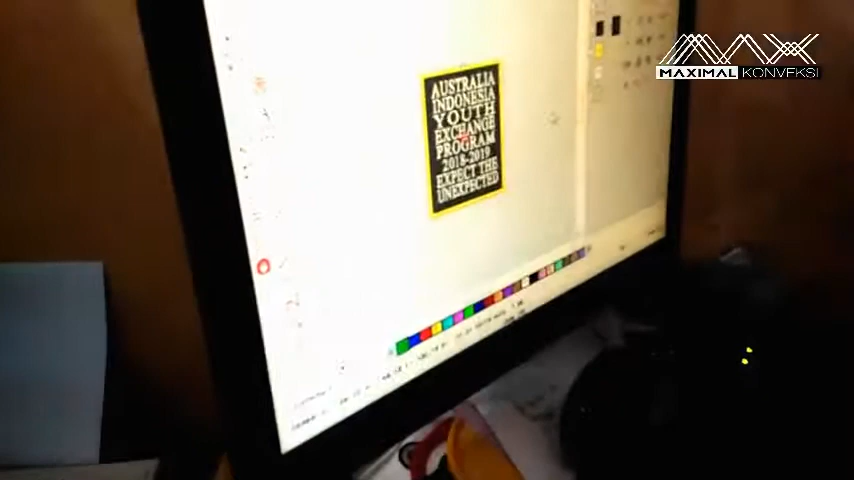 MAXIMAL KONVEKSI
AUSTRALIA
INDONESIA
YOUTH
EXCHANGE
PROGRAM
2018-2019
EXPECT THE
UNEXPECTED